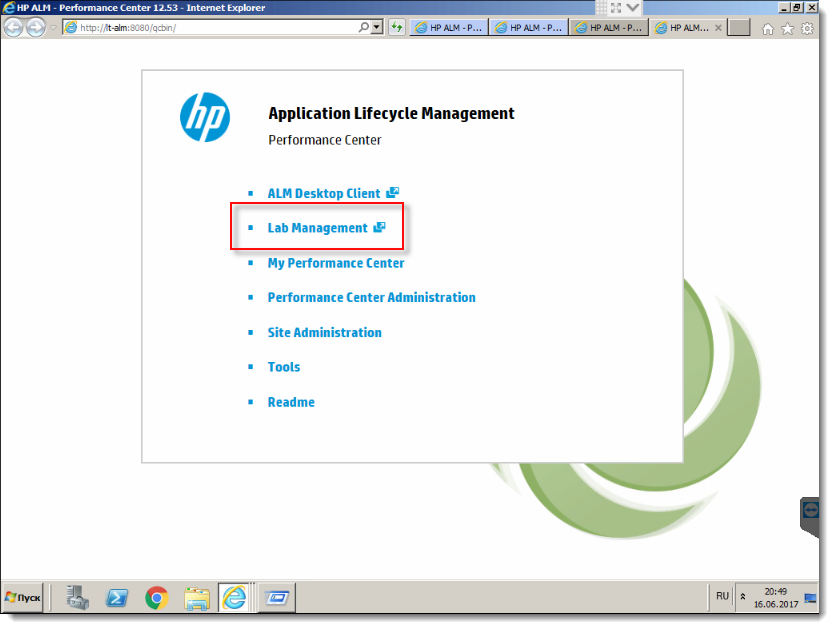 HP ALM - Performance Center 12.53 - Internet Explorer
http://lt-alm:8080/qcbin/
HP ALM - P...
HP ALM - P...
HP ALM - P...
HP ALM...
hp
Application Lifecycle Management
Performance Center
ALM Desktop Client
Lab Management
My Performance Center
Performance Center Administration
Site Administration
Tools
Readme
Пуск
RU
20:49
16.06.2017